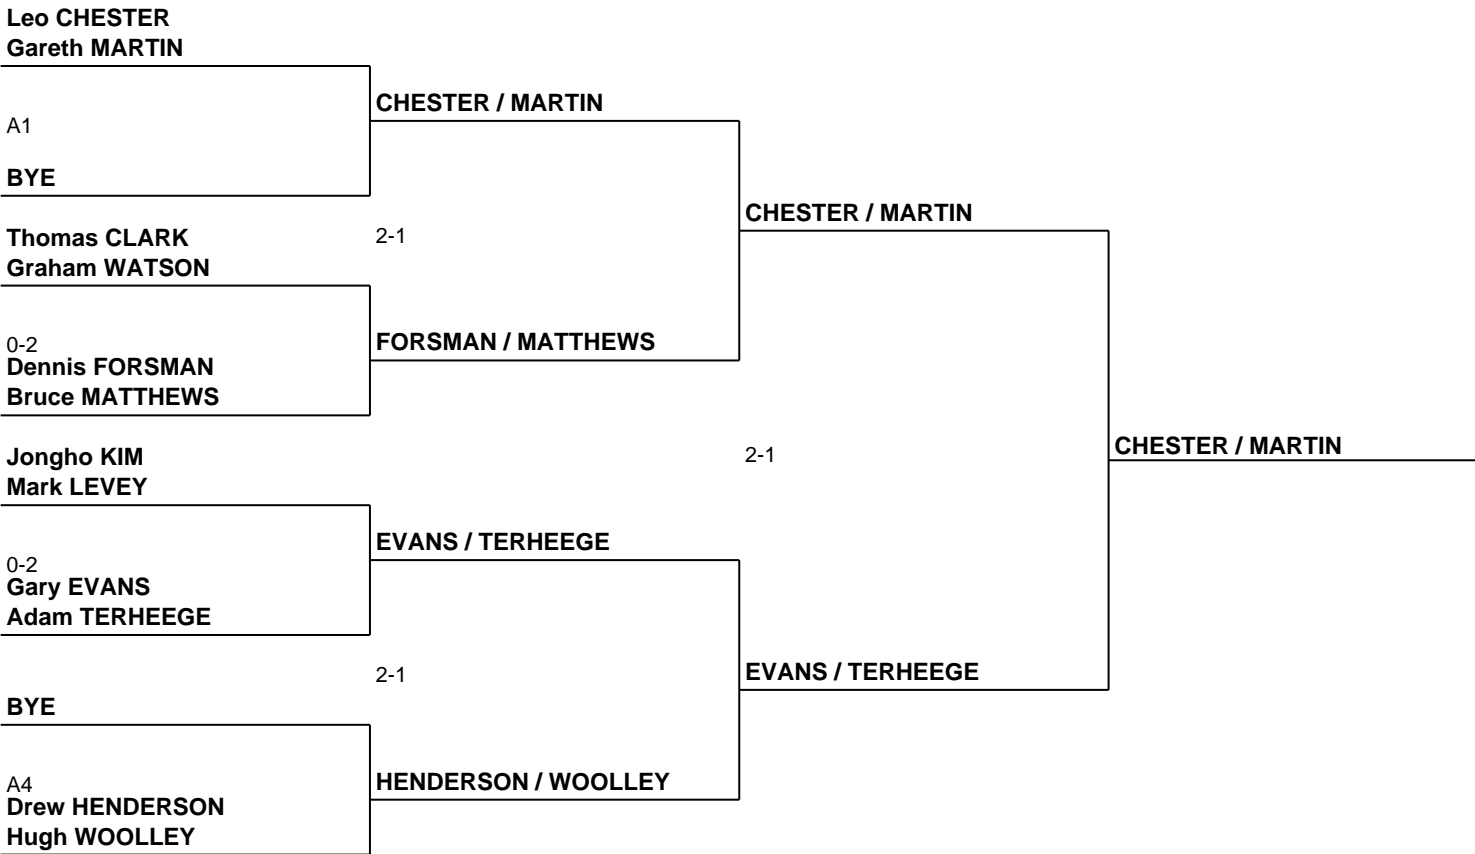 Leo CHESTER
Gareth MARTIN
CHESTER / MARTIN
A1
BYE
CHESTER / MARTIN
Thomas CLARK
2-1
Graham WATSON
0-2
FORSMAN / MATTHEWS
Dennis FORSMAN
Bruce MATTHEWS
CHESTER / MARTIN
Jongho KIM
2-1
Mark LEVEY
EVANS / TERHEEGE
0-2
Gary EVANS
Adam TERHEEGE
2-1
EVANS / TERHEEGE
BYE
A4
HENDERSON / WOOLLEY
Drew HENDERSON
Hugh WOOLLEY